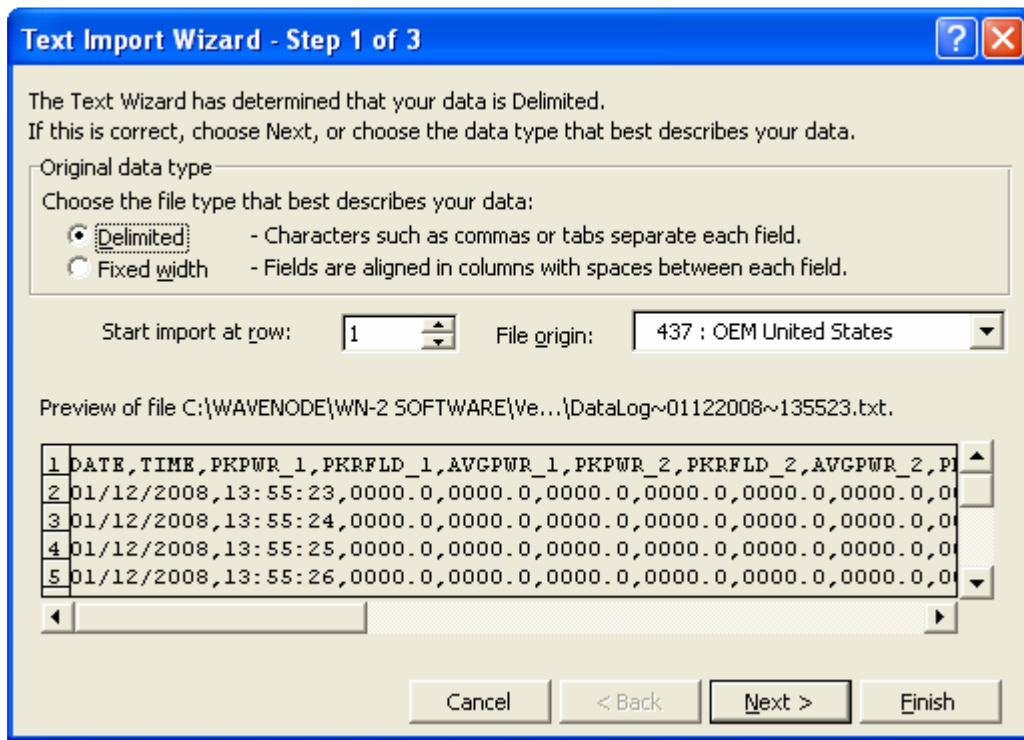 Text Import Wizard - Step 1 of 3
The Text Wizard has determined that your data is Delimited.
If this is correct, choose Next, or choose the data type that best describes your data.
Original data type
Choose the file type that best describes your data:
Delimited - Characters such as commas or tabs separate each field.
Fixed width - Fields are aligned in columns with spaces between each field.
Start import at row: 1 File origin: 437 : OEM United States
Preview of file C:\WAVENODE\WN-2 SOFTWARE\Ve...\DataLog~01122008~135523.txt.
1 DATE,TIME,PKPWR_1,PKRFLD_1,AVGPWR_1,PKPWR_2,PKRFLD_2,AVGPWR_2,
2 01/12/2008,13:55:23,0000.0,0000.0,0000.0,0000.0,0000.0,0000.0,
3 01/12/2008,13:55:24,0000.0,0000.0,0000.0,0000.0,0000.0,0000.0,
4 01/12/2008,13:55:25,0000.0,0000.0,0000.0,0000.0,0000.0,0000.0,
5 01/12/2008,13:55:26,0000.0,0000.0,0000.0,0000.0,0000.0,0000.0,
Cancel < Back Next > Finish